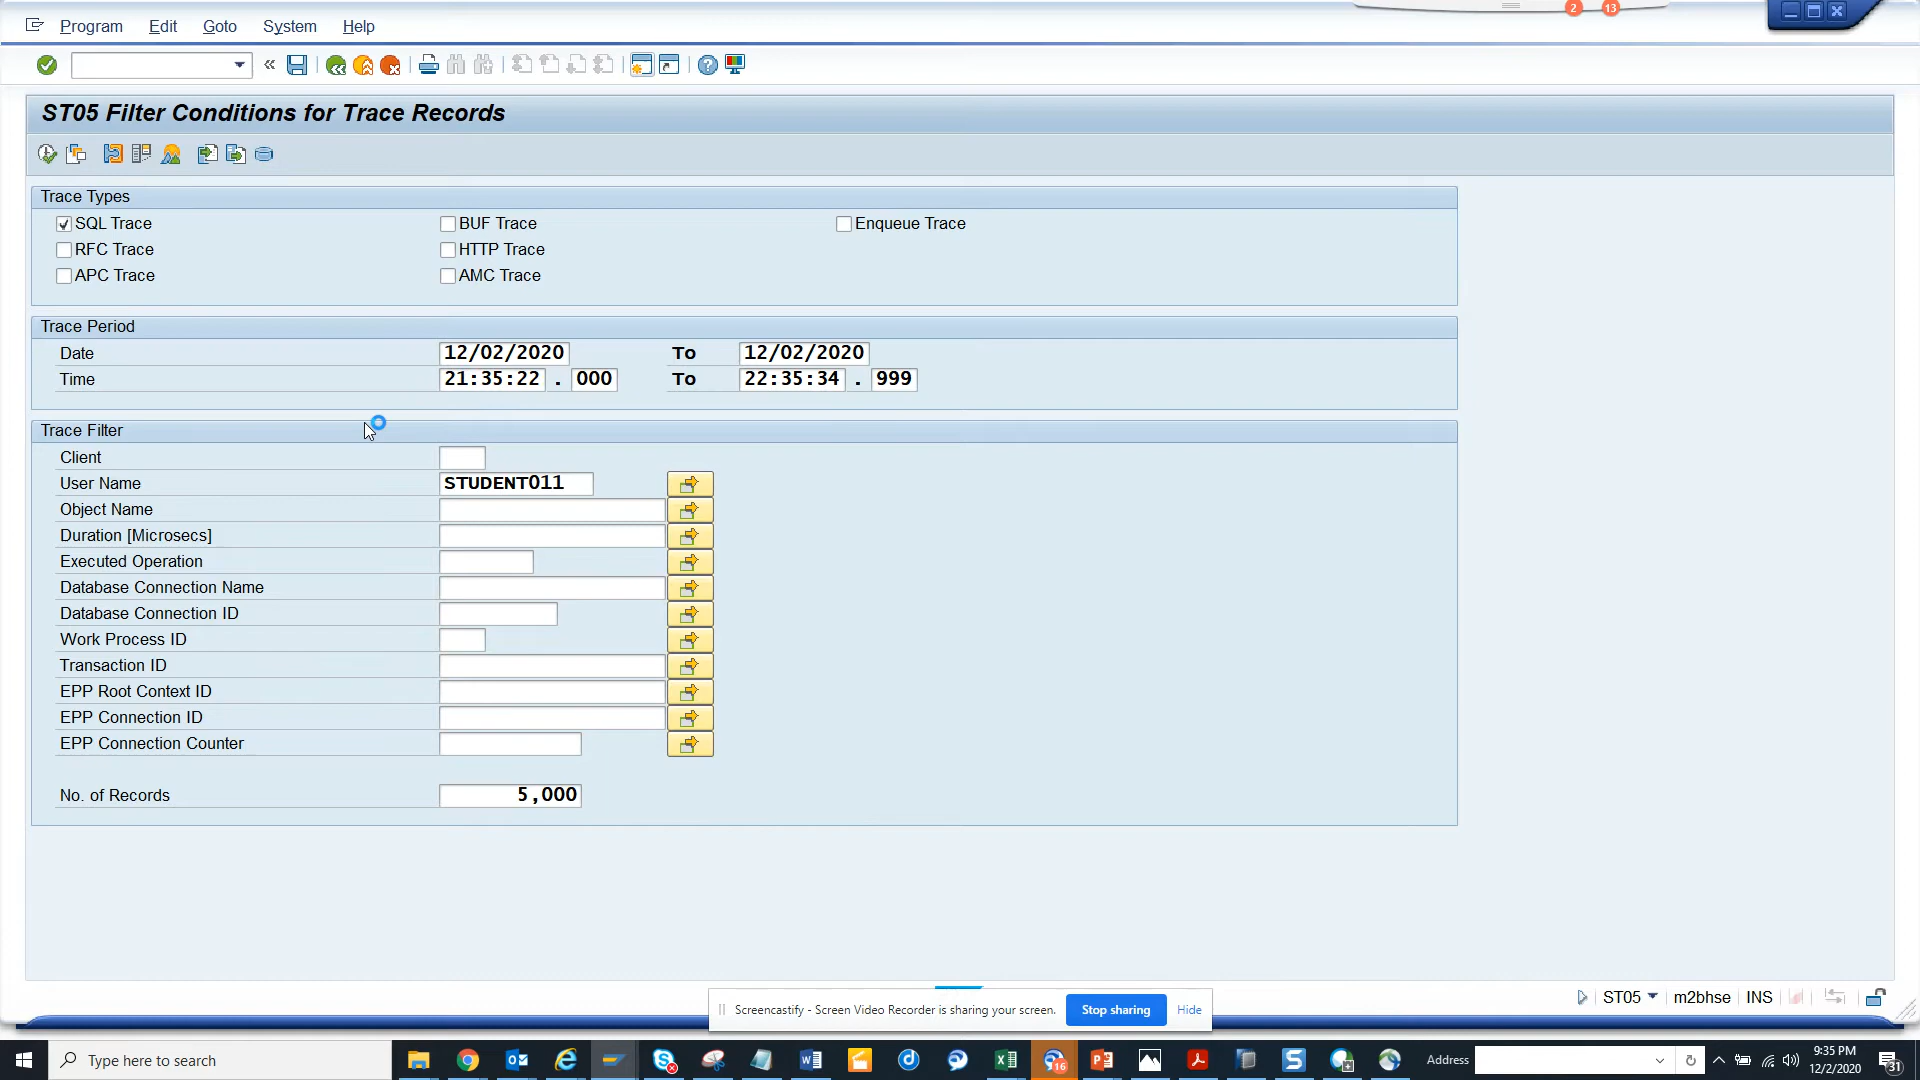 Program Edit Goto System Help
2 13
ST05 Filter Conditions for Trace Records
Trace Types
SQL Trace BUF Trace Enqueue Trace
RFC Trace HTTP Trace
APC Trace AMC Trace
Trace Period
Date 12/02/2020 To 12/02/2020
Time 21:35:22 . 000 To 22:35:34 . 999
Trace Filter
Client
User Name STUDENT011
Object Name
Duration [Microsecs]
Executed Operation
Database Connection Name
Database Connection ID
Work Process ID
Transaction ID
EPP Root Context ID
EPP Connection ID
EPP Connection Counter
No. of Records 5,000
ST05 m2bhse INS
Screencastify - Screen Video Recorder is sharing your screen. Stop sharing Hide
Type here to search 16 Address 9:35 PM
12/2/2020 31